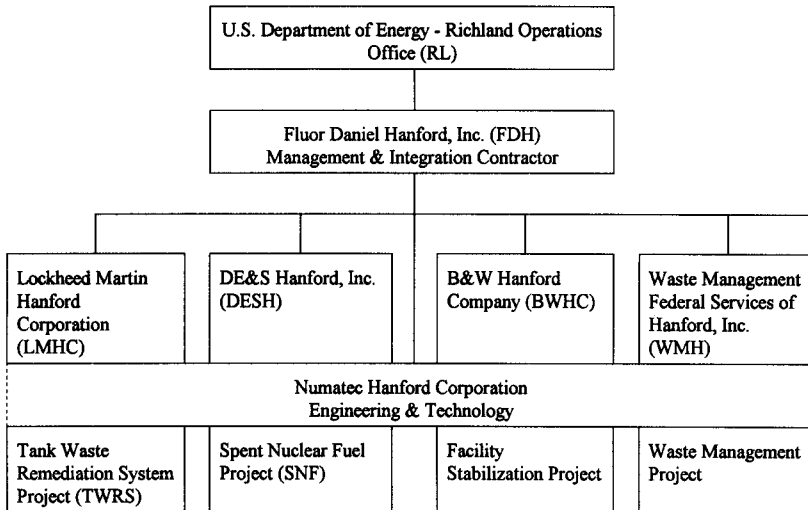 U.S. Department of Energy - Richland Operations
Office (RL)
Fluor Daniel Hanford, Inc. (FDH)
Management & Integration Contractor
Lockheed Martin
Hanford
Corporation
(LMHC)
DE&S Hanford, Inc.
(DESH)
B&W Hanford
Company (BWHC)
Waste Management
Federal Services of
Hanford, Inc.
(WMH)
Numatec Hanford Corporation
Engineering & Technology
Tank Waste
Remediation System
Project (TWRS)
Spent Nuclear Fuel
Project (SNF)
Facility
Stabilization Project
Waste Management
Project